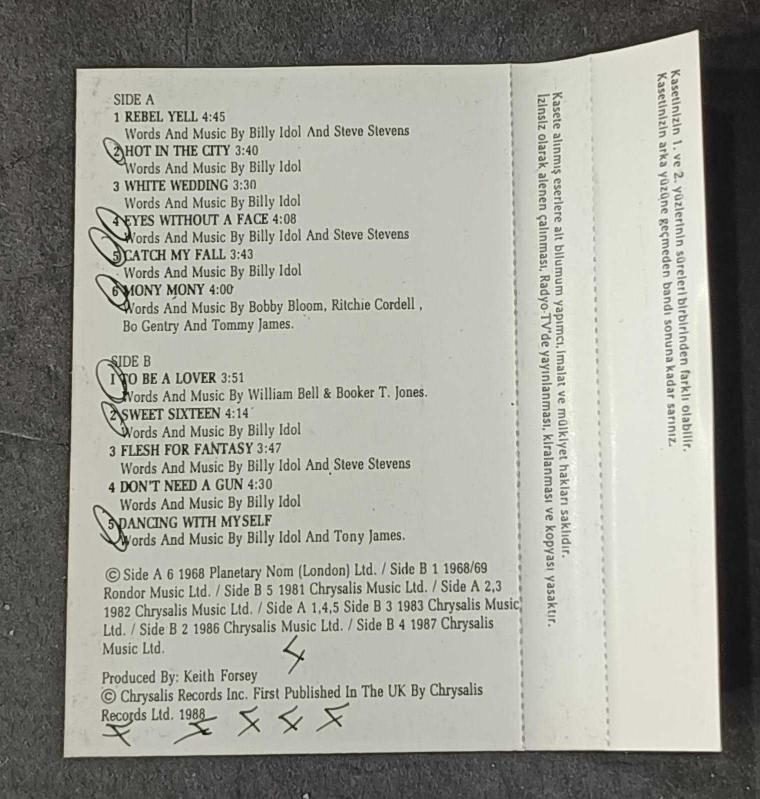 SIDE A
1 REBEL YELL 4:45
Words And Music By Billy Idol And Steve Stevens
2 HOT IN THE CITY 3:40
Words And Music By Billy Idol
3 WHITE WEDDING 3:30
Words And Music By Billy Idol
4 EYES WITHOUT A FACE 4:08
Words And Music By Billy Idol And Steve Stevens
5 CATCH MY FALL 3:43
Words And Music By Billy Idol
6 MONY MONY 4:00
Words And Music By Bobby Bloom, Ritchie Cordell ,
Bo Gentry And Tommy James.
SIDE B
1 TO BE A LOVER 3:51
Words And Music By William Bell & Booker T. Jones.
2 SWEET SIXTEEN 4:14
Words And Music By Billy Idol
3 FLESH FOR FANTASY 3:47
Words And Music By Billy Idol And Steve Stevens
4 DON'T NEED A GUN 4:30
Words And Music By Billy Idol
5 DANCING WITH MYSELF
Words And Music By Billy Idol And Tony James.
© Side A 6 1968 Planetary Nom (London) Ltd. / Side B 1 1968/69
Rondor Music Ltd. / Side B 5 1981 Chrysalis Music Ltd. / Side A 2,3
1982 Chrysalis Music Ltd. / Side A 1,4,5 Side B 3 1983 Chrysalis Music
Ltd. / Side B 2 1986 Chrysalis Music Ltd. / Side B 4 1987 Chrysalis
Music Ltd.
Produced By: Keith Forsey
© Chrysalis Records Inc. First Published In The UK By Chrysalis
Records Ltd. 1988
Kasete alınmış eserlere ait bilumum yapımcı, imalat ve mülkiyet hakları saklıdır.
İzinsiz olarak alenen çalınması, Radyo-TV'de yayınlanması, kiralanması ve kopyası yasaktır.
Kasetinizin 1. ve 2. yüzlerinin süreleri birbirinden farklı olabilir.
Kasetinizin arka yüzüne geçmeden bandı sonuna kadar sarınız.